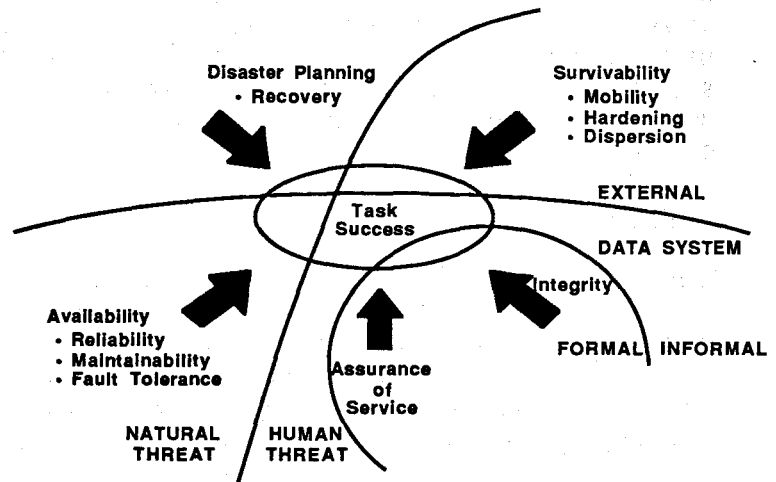 Disaster Planning
• Recovery
Survivability
• Mobility
• Hardening
• Dispersion
EXTERNAL
Task
Success
DATA SYSTEM
Integrity
Availability
• Reliability
• Maintainability
• Fault Tolerance
FORMAL INFORMAL
Assurance
of
Service
NATURAL
THREAT
HUMAN
THREAT